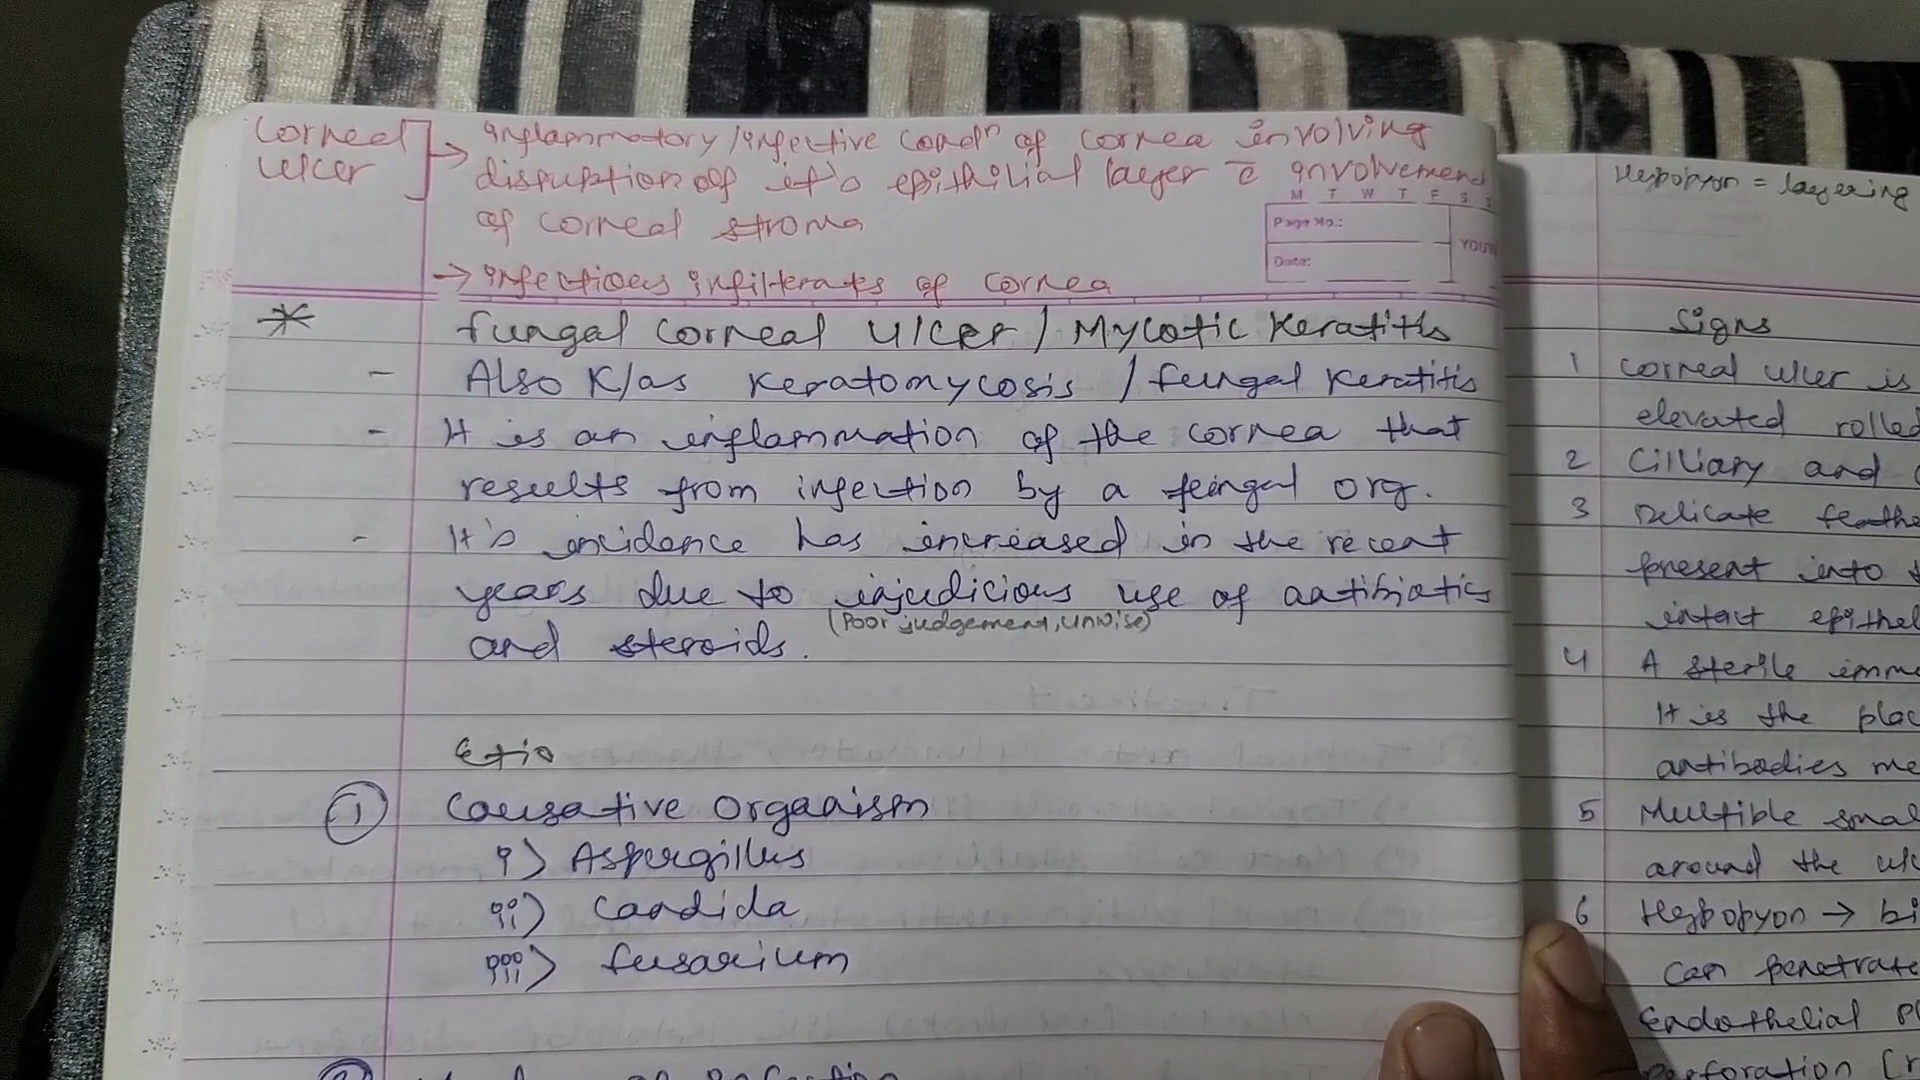 Corneal
Ulcer
→ inflammatory/infective condn of cornea involving
disruption of it's epithilial layer c̄ involvement
of corneal stroma
→ infectious infilterates of cornea
M T W T F S S
Page No.:
Date:
YOUVA
* Fungal Corneal Ulcer / Mycotic Keratitis
- Also K/as Keratomycosis / fungal Keratitis
- It is an inflammation of the cornea that
results from infection by a fungal org.
- It's incidence has increased in the recent
years due to injudicious use of antibiotics
(Poor judgement, unwise)
and steroids.
Etio
① Causative Organism
i) Aspergillus
ii) Candida
iii) fusarium
Hypopyon = layering
Signs
1 Corneal ulcer is
elevated rolled
2 Cilliary and
3 Delicate feathe
present into
intact epithel
4 A sterile imm
It is the plac
antibodies me
5 Multible smal
around the ulc
6 Hypopyon → bi
can penetrate
Endothelial
perforation